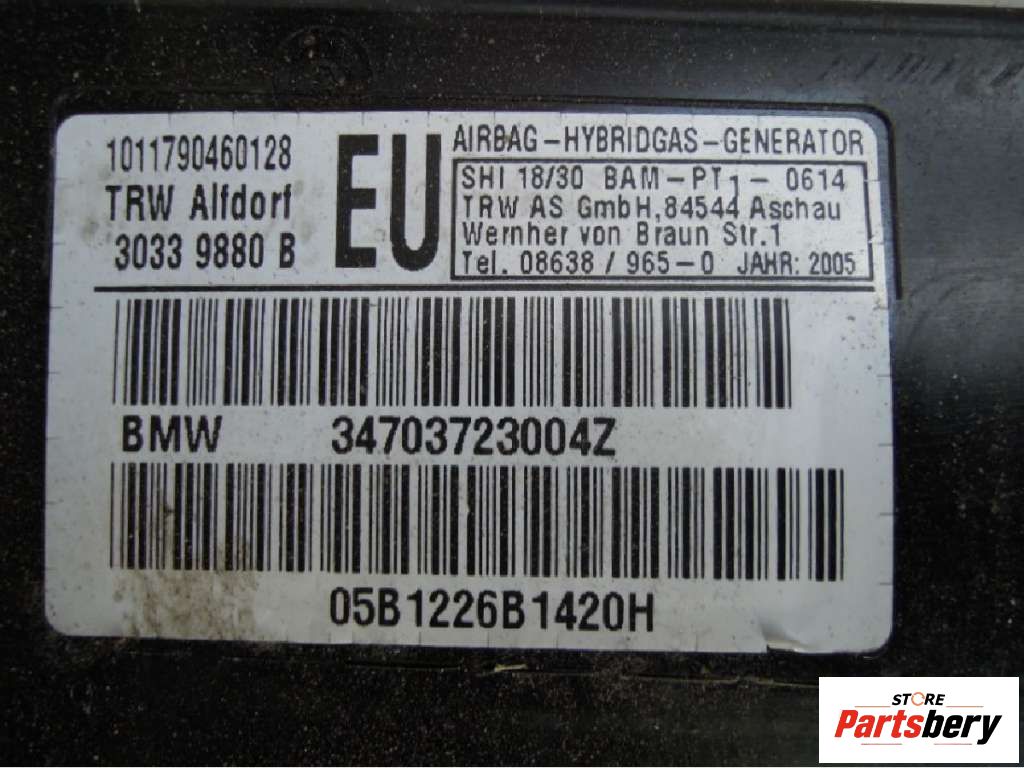 1011790460128
TRW Alfdorf
3033 9880 B
EU
AIRBAG-HYBRIDGAS-GENERATOR
SHI 18/30 BAM-PT1-0614
TRW AS GmbH,84544 Aschau
Wernher von Braun Str.1
Tel. 08638 / 965-0 JAHR: 2005
BMW 34703723004Z
05B1226B1420H
STORE
Partsbery